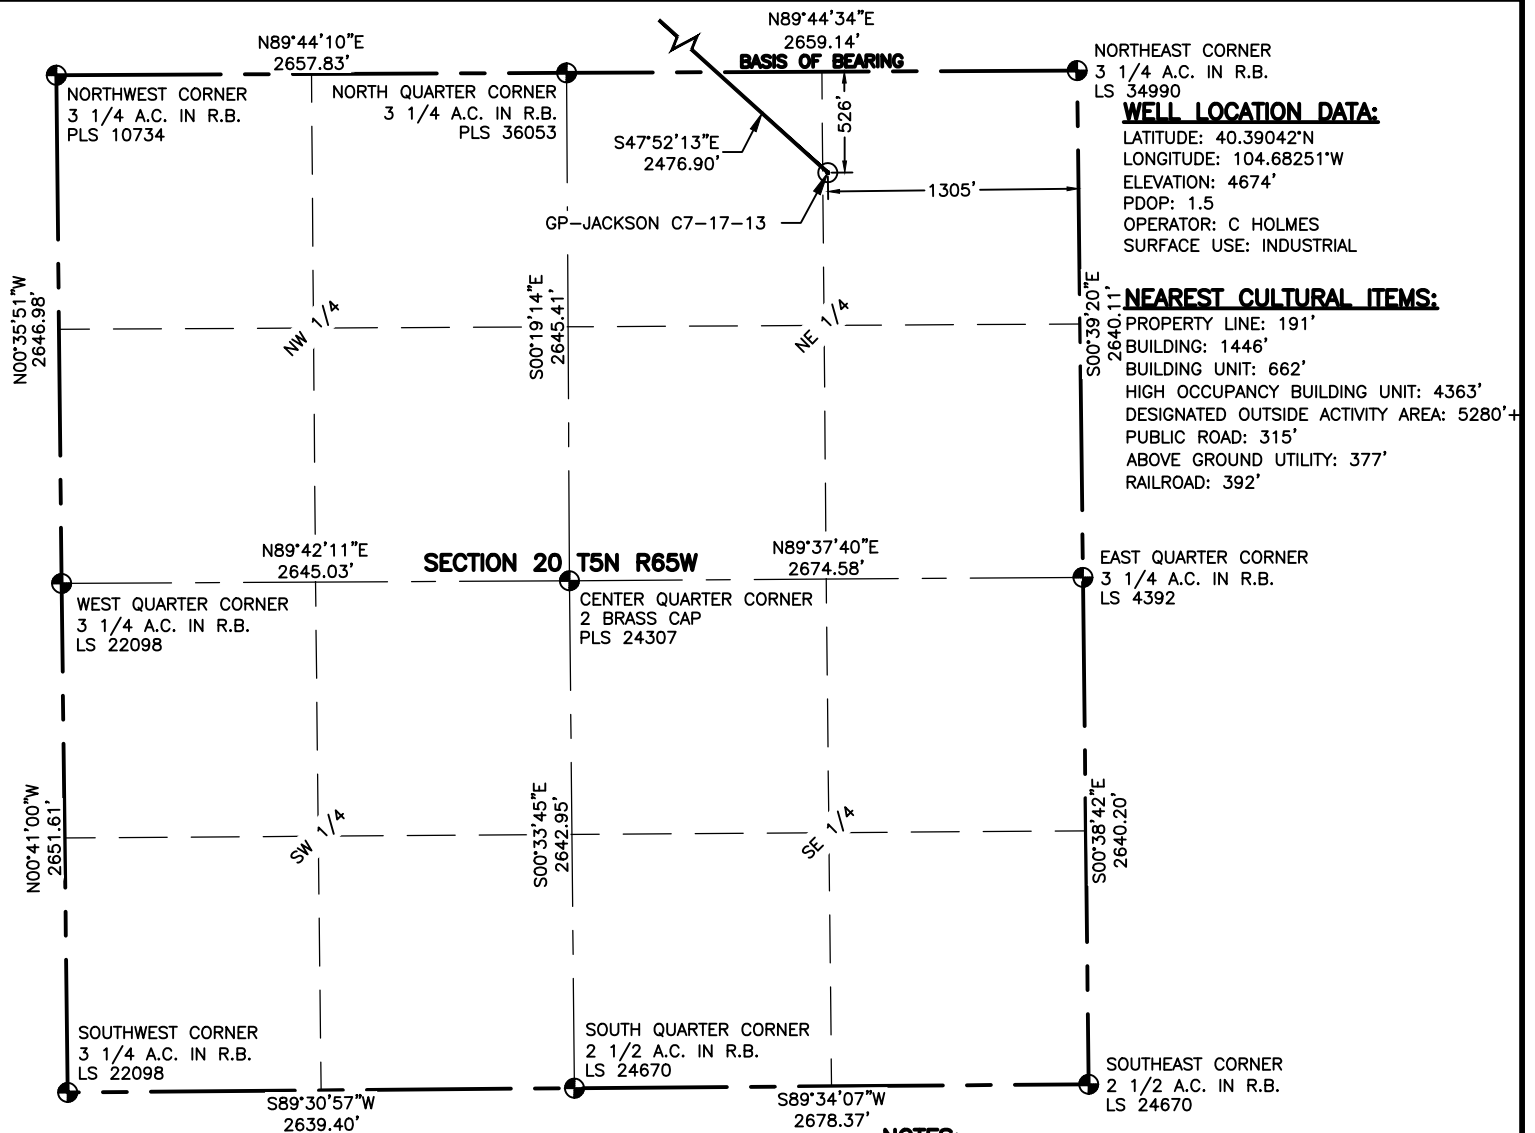 N89°44'10"E
2657.83'
N89°44'34"E
2659.14'
BASIS OF BEARING
NORTHWEST CORNER
3 1/4 A.C. IN R.B.
PLS 10734
NORTH QUARTER CORNER
3 1/4 A.C. IN R.B.
PLS 36053
NORTHEAST CORNER
3 1/4 A.C. IN R.B.
LS 34990
S47°52'13"E
2476.90'
526'
1305'
GP-JACKSON C7-17-13
WELL LOCATION DATA:
LATITUDE: 40.39042°N
LONGITUDE: 104.68251°W
ELEVATION: 4674'
PDOP: 1.5
OPERATOR: C HOLMES
SURFACE USE: INDUSTRIAL
NEAREST CULTURAL ITEMS:
PROPERTY LINE: 191'
BUILDING: 1446'
BUILDING UNIT: 662'
HIGH OCCUPANCY BUILDING UNIT: 4363'
DESIGNATED OUTSIDE ACTIVITY AREA: 5280'+
PUBLIC ROAD: 315'
ABOVE GROUND UTILITY: 377'
RAILROAD: 392'
N00°35'51"W
2646.98'
NW 1/4
S00°19'14"E
2645.41'
NE 1/4
S00°39'20"E
2640.11'
N89°42'11"E
2645.03'
SECTION 20 T5N R65W
N89°37'40"E
2674.58'
WEST QUARTER CORNER
3 1/4 A.C. IN R.B.
LS 22098
CENTER QUARTER CORNER
2 BRASS CAP
PLS 24307
EAST QUARTER CORNER
3 1/4 A.C. IN R.B.
LS 4392
N00°41'00"W
2651.61'
SW 1/4
S00°33'45"E
2642.95'
SE 1/4
S00°38'42"E
2640.20'
SOUTHWEST CORNER
3 1/4 A.C. IN R.B.
LS 22098
SOUTH QUARTER CORNER
2 1/2 A.C. IN R.B.
LS 24670
SOUTHEAST CORNER
2 1/2 A.C. IN R.B.
LS 24670
S89°30'57"W
2639.40'
S89°34'07"W
2678.37'
NOTES: